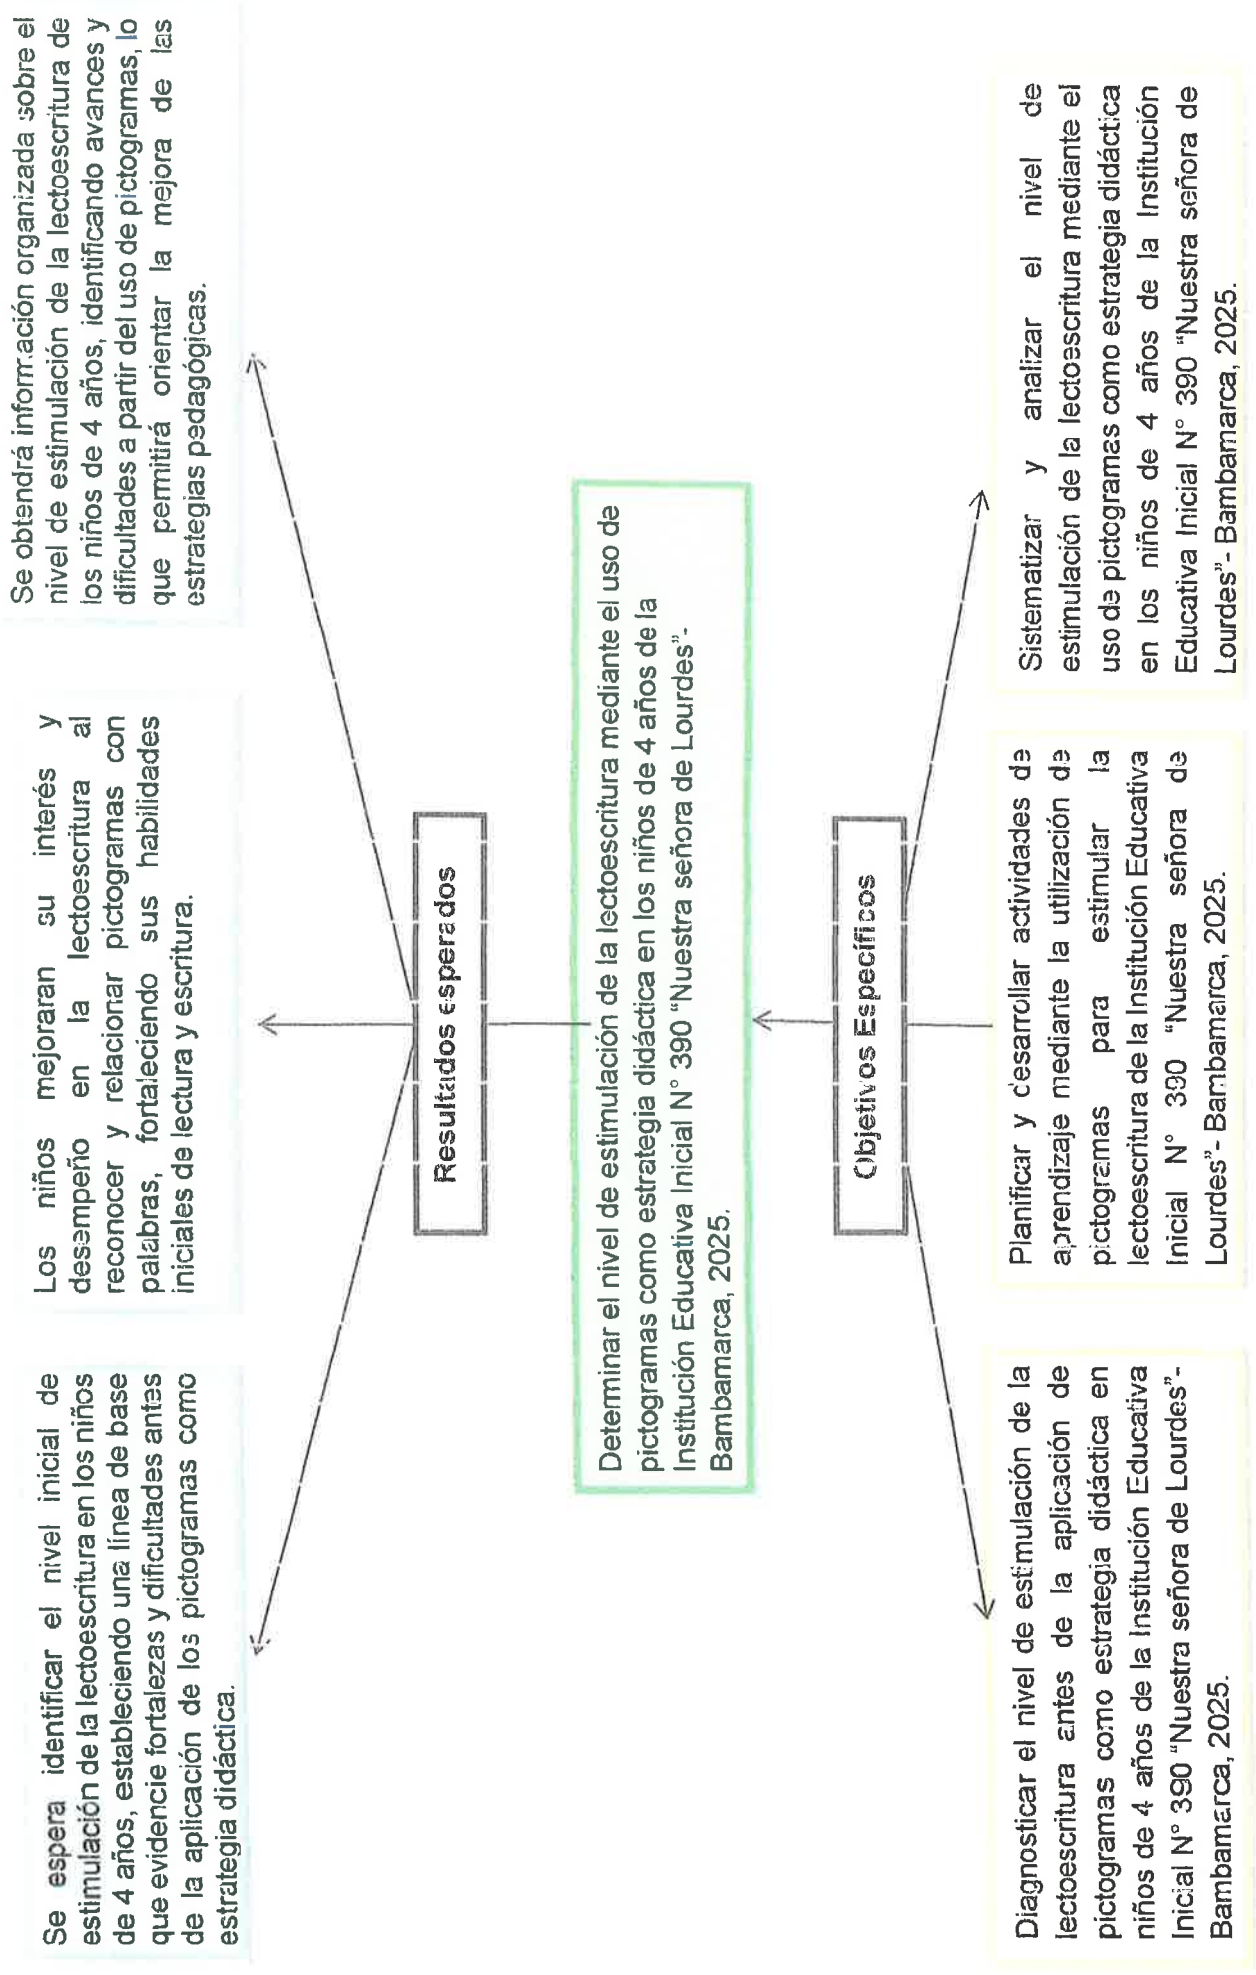 Se espera identificar el nivel inicial de
estimulación de la lectoescritura en los niños
de 4 años, estableciendo una línea de base
que evidencie fortalezas y dificultades antes
de la aplicación de los pictogramas como
estrategia didáctica.
Los niños mejoraran su interés y
desempeño en la lectoescritura al
reconocer y relacionar pictogramas con
palabras, fortaleciendo sus habilidades
iniciales de lectura y escritura.
Se obtendrá información organizada sobre el
nivel de estimulación de la lectoescritura de
los niños de 4 años, identificando avances y
dificultades a partir del uso de pictogramas, lo
que permitirá orientar la mejora de las
estrategias pedagógicas.
Resultados esperados
Determinar el nivel de estimulación de la lectoescritura mediante el uso de
pictogramas como estrategia didáctica en los niños de 4 años de la
Institución Educativa Inicial N° 390 “Nuestra señora de Lourdes”-
Bambamarca, 2025.
Objetivos Específicos
Diagnosticar el nivel de estimulación de la
lectoescritura antes de la aplicación de
pictogramas como estrategia didáctica en
niños de 4 años de la Institución Educativa
Inicial N° 390 “Nuestra señora de Lourdes”-
Bambamarca, 2025.
Planificar y desarrollar actividades de
aprendizaje mediante la utilización de
pictogramas para estimular la
lectoescritura de la Institución Educativa
Inicial N° 390 “Nuestra señora de
Lourdes”- Bambamarca, 2025.
Sistematizar y analizar el nivel de
estimulación de la lectoescritura mediante el
uso de pictogramas como estrategia didáctica
en los niños de 4 años de la Institución
Educativa Inicial N° 390 “Nuestra señora de
Lourdes”- Bambamarca, 2025.